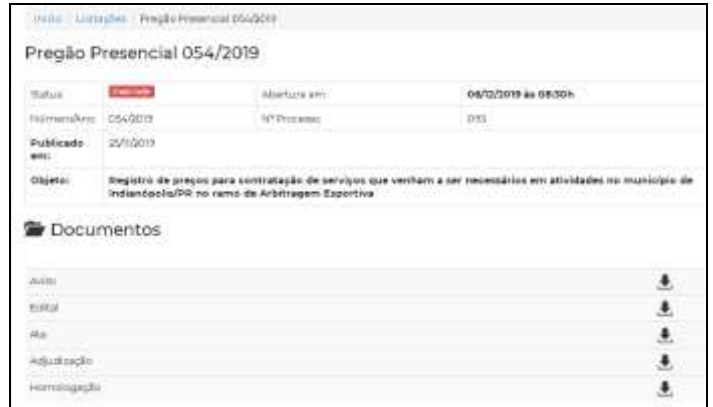 Início / Licitações / Pregão Presencial 054/2019
Pregão Presencial 054/2019
Status Abertura em: 06/12/2019 às 08:30h
Número/Ano: 054/2019 Nº Processo:
Publicado em: 25/11/2019
Objeto: Registro de preços para contratação de serviços que venham a ser necessários em atividades no município de
Indianópolis/PR no ramo de Arbitragem Esportiva
Documentos
Aviso
Edital
Ata
Adjudicação
Homologação